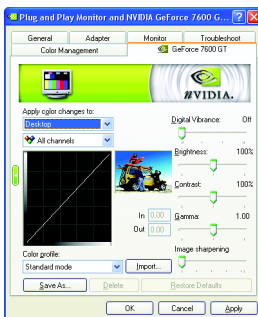 Plug and Play Monitor and NVIDIA GeForce 7600 G...
General
Adapter
Monitor
Troubleshoot
Color Management
GeForce 7600 GT
NVIDIA.
Apply color changes to:
Desktop
All channels
Digital Vibrance: Off
Brightness: 100%
Contrast: 100%
In 0.00
Out 0.00
Gamma: 1.00
Image sharpening
Color profile:
Standard mode
Import...
Save As...
Delete
Restore Defaults
OK
Cancel
Apply